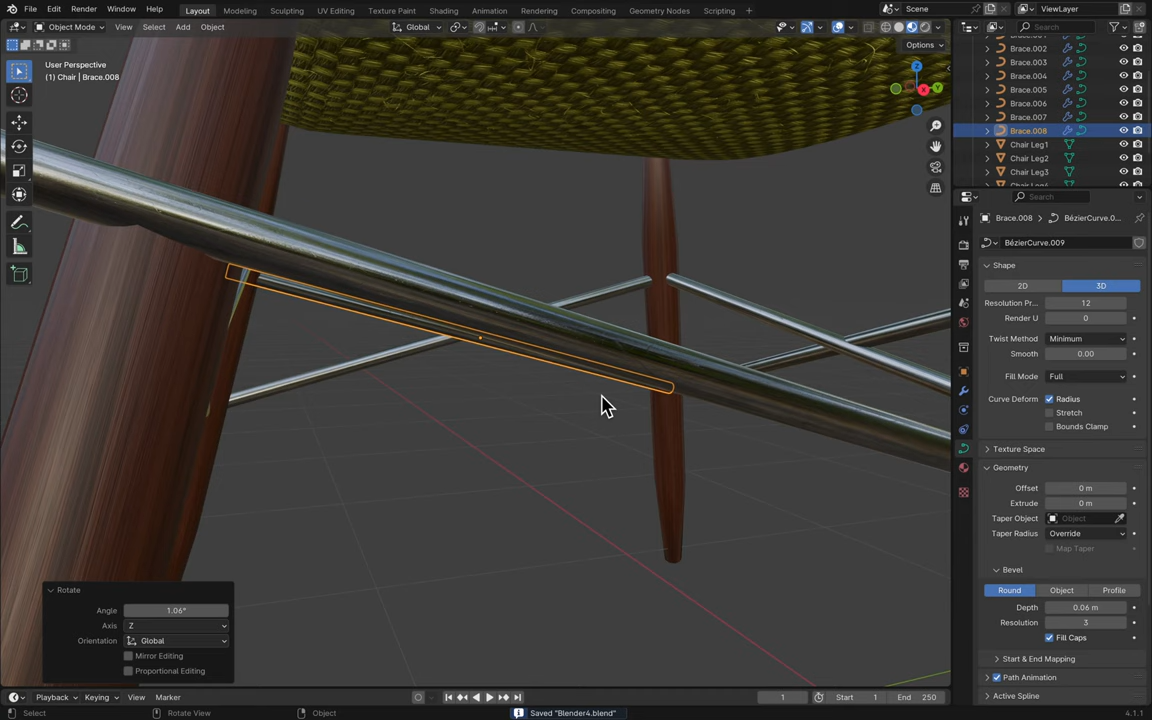 File Edit Render Window Help Layout Modeling Sculpting UV Editing Texture Paint Shading Animation Rendering Compositing Geometry Nodes Scripting Scene ViewLayer
Object Mode View Select Add Object Global Search
Options
User Perspective
(1) Chair | Brace.008
Z
Y
X
Brace.002
Brace.003
Brace.004
Brace.005
Brace.006
Brace.007
Brace.008
Chair Leg1
Chair Leg2
Chair Leg3
Search
Brace.008 > BézierCurve.0...
BézierCurve.009
Shape
2D 3D
Resolution Pr... 12
Render U 0
Twist Method Minimum
Smooth 0.00
Fill Mode Full
Curve Deform Radius
Stretch
Bounds Clamp
Texture Space
Geometry
Offset 0 m
Extrude 0 m
Taper Object Object
Taper Radius Override
Map Taper
Bevel
Round Object Profile
Depth 0.06 m
Resolution 3
Fill Caps
Start & End Mapping
Path Animation
Active Spline
Rotate
Angle 1.06°
Axis Z
Orientation Global
Mirror Editing
Proportional Editing
Playback Keying View Marker 1 Start 1 End 250
Select Rotate View Object Saved "Blender4.blend" 4.1.1